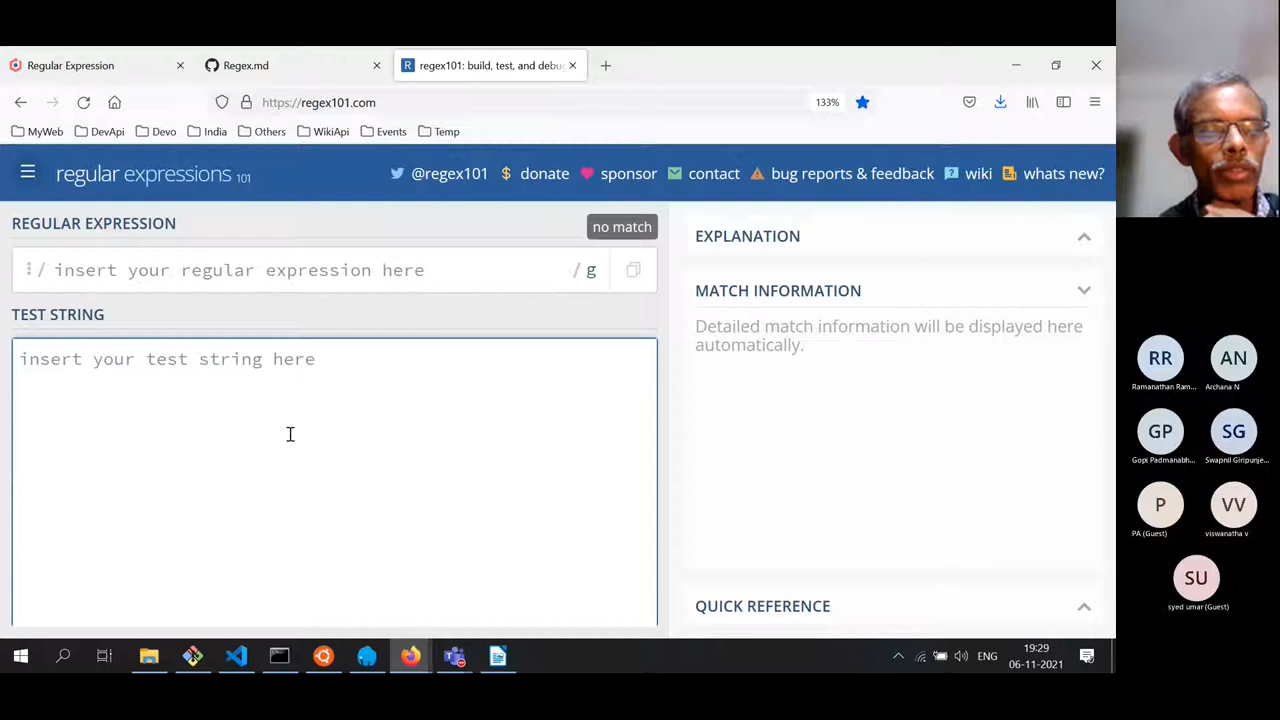 Regular Expression
Regex.md
regex101: build, test, and debug
https://regex101.com
133%
MyWeb
DevApi
Devo
India
Others
WikiApi
Events
Temp
regular expressions 101
@regex101
$ donate
sponsor
contact
bug reports & feedback
wiki
whats new?
REGULAR EXPRESSION
no match
/ insert your regular expression here / g
TEST STRING
insert your test string here
EXPLANATION
MATCH INFORMATION
Detailed match information will be displayed here
automatically.
QUICK REFERENCE
RR
Ramanathan Ram...
AN
Archana N
GP
Gopi Padmanabh...
SG
Swapnil Giripunje...
P
PA (Guest)
VV
viswanatha v
SU
syed umar (Guest)
ENG
19:29
06-11-2021